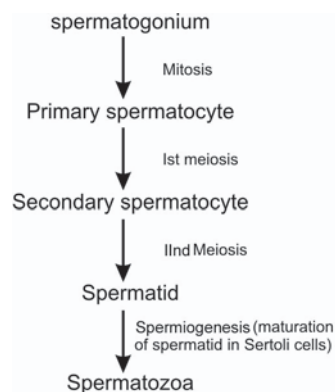 spermatogonium
Mitosis
Primary spermatocyte
Ist meiosis
Secondary spermatocyte
IInd Meiosis
Spermatid
Spermiogenesis (maturation
of spermatid in Sertoli cells)
Spermatozoa